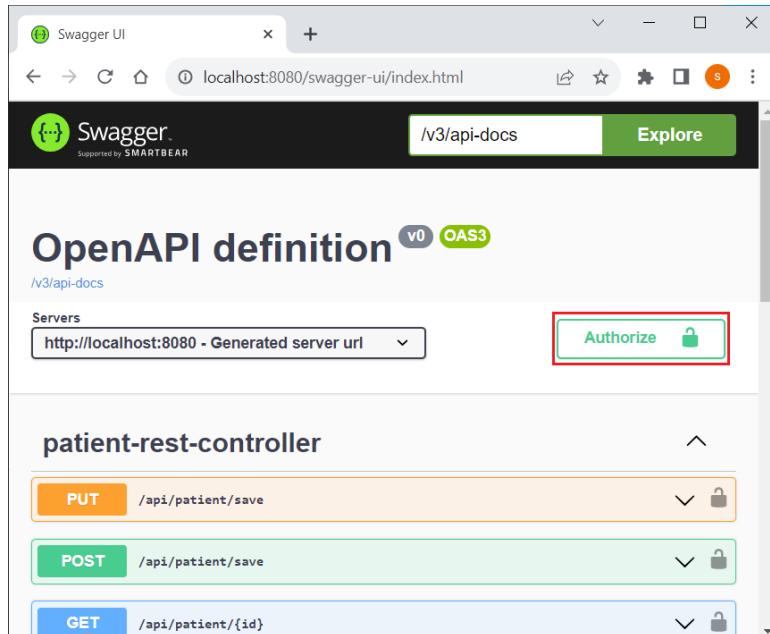 Swagger UI
localhost:8080/swagger-ui/index.html
S
Swagger.
Supported by SMARTBEAR
/v3/api-docs
Explore
OpenAPI definition v0 OAS3
/v3/api-docs
Servers
http://localhost:8080 - Generated server url
Authorize
patient-rest-controller
PUT /api/patient/save
POST /api/patient/save
GET /api/patient/{id}